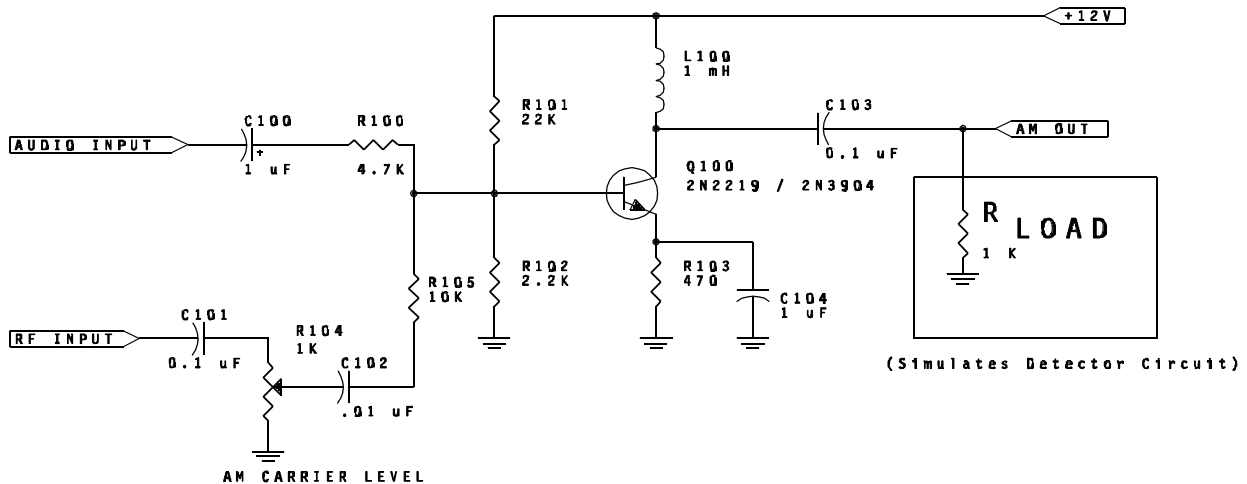 +12V
L100
1 mH
R101
22K
C103
C100
R100
AUDIO INPUT
AM OUT
+
1 uF
4.7K
0.1 uF
Q100
2N2219 / 2N3904
R
LOAD
1 K
R102
2.2K
R103
470
R105
10K
C104
1 uF
C101
R104
1K
RF INPUT
0.1 uF
C102
.01 uF
(Simulates Detector Circuit)
AM CARRIER LEVEL